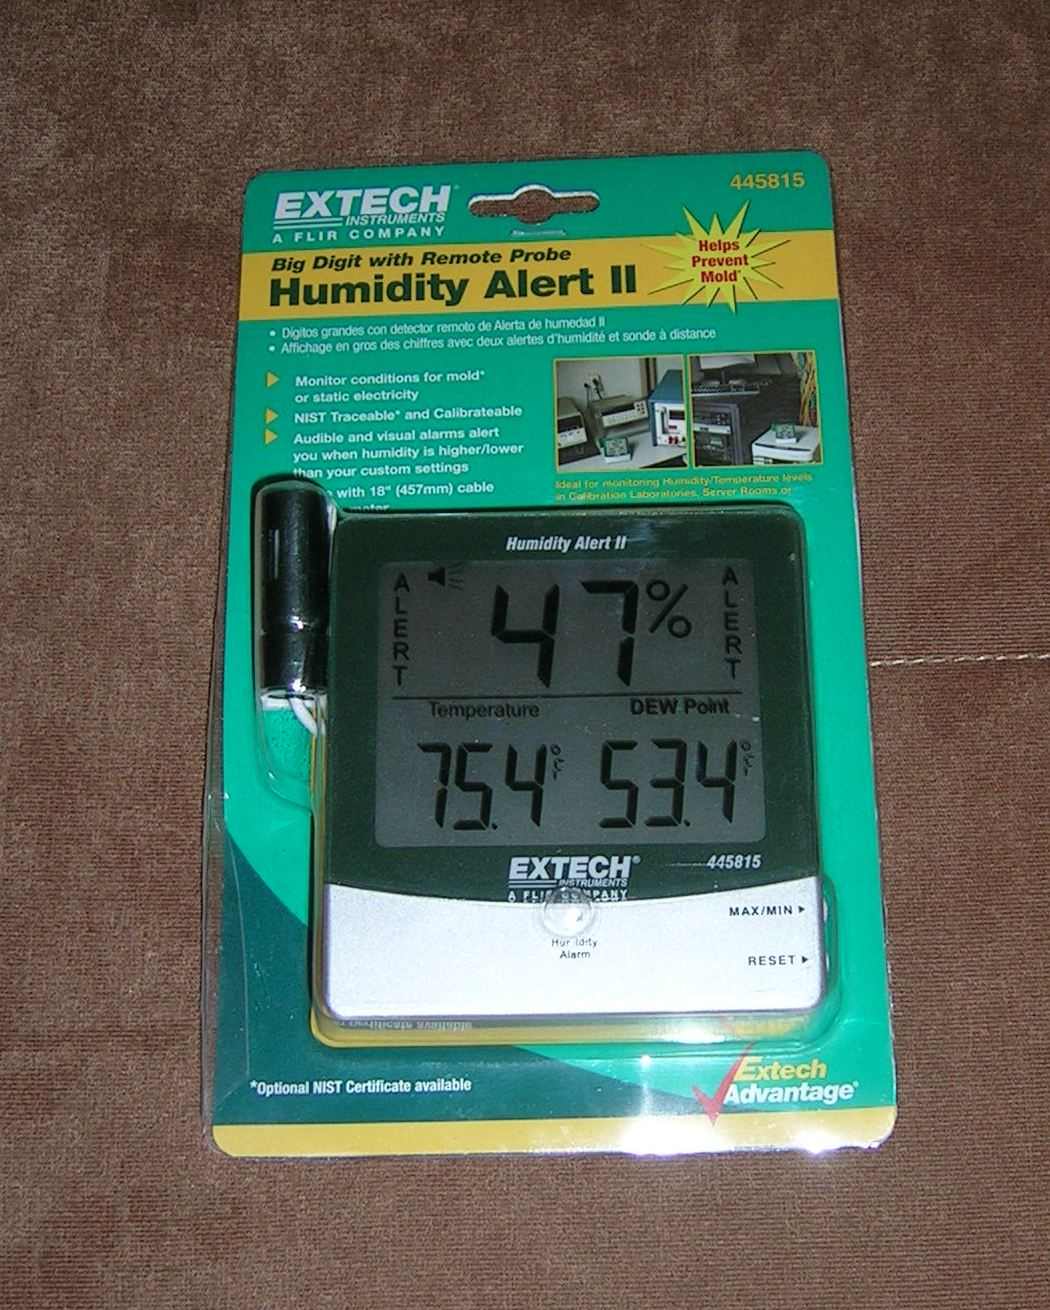 EXTECH
INSTRUMENTS
A FLIR COMPANY
445815
Big Digit with Remote Probe
Humidity Alert II
Helps
Prevent
Mold*
• Dígitos grandes con detector remoto de Alerta de humedad II
• Affichage en gros des chiffres avec deux alertes d'humidité et sonde à distance
Monitor conditions for mold*
or static electricity
NIST Traceable* and Calibrateable
Audible and visual alarms alert
you when humidity is higher/lower
than your custom settings
with 18" (457mm) cable
Ideal for monitoring Humidity/Temperature levels
in Calibration Laboratories, Server Rooms or
Humidity Alert II
ALERT
47%
ALERT
Temperature
DEW Point
75.4
53.4
EXTECH®
INSTRUMENTS
A FLIR COMPANY
445815
MAX/MIN
Humidity
Alarm
RESET
*Optional NIST Certificate available
Extech
Advantage®